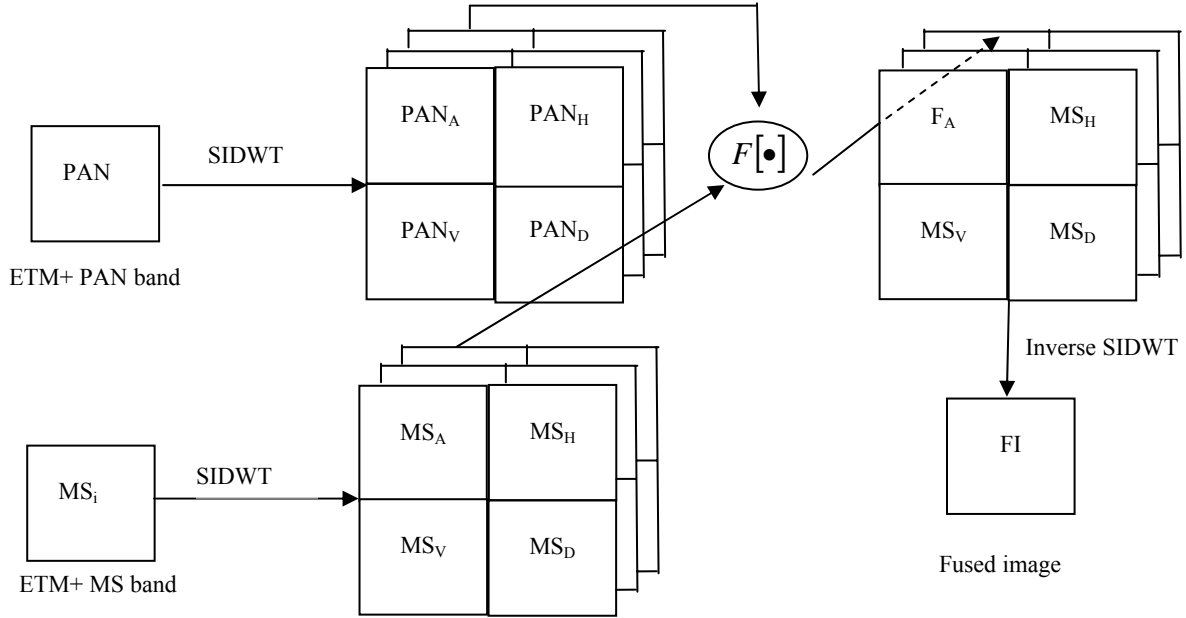 PAN
ETM+ PAN band
SIDWT
PAN_A PAN_H
PAN_V PAN_D
F[•]
F_A MS_H
MS_V MS_D
Inverse SIDWT
FI
Fused image
MS_i
ETM+ MS band
SIDWT
MS_A MS_H
MS_V MS_D